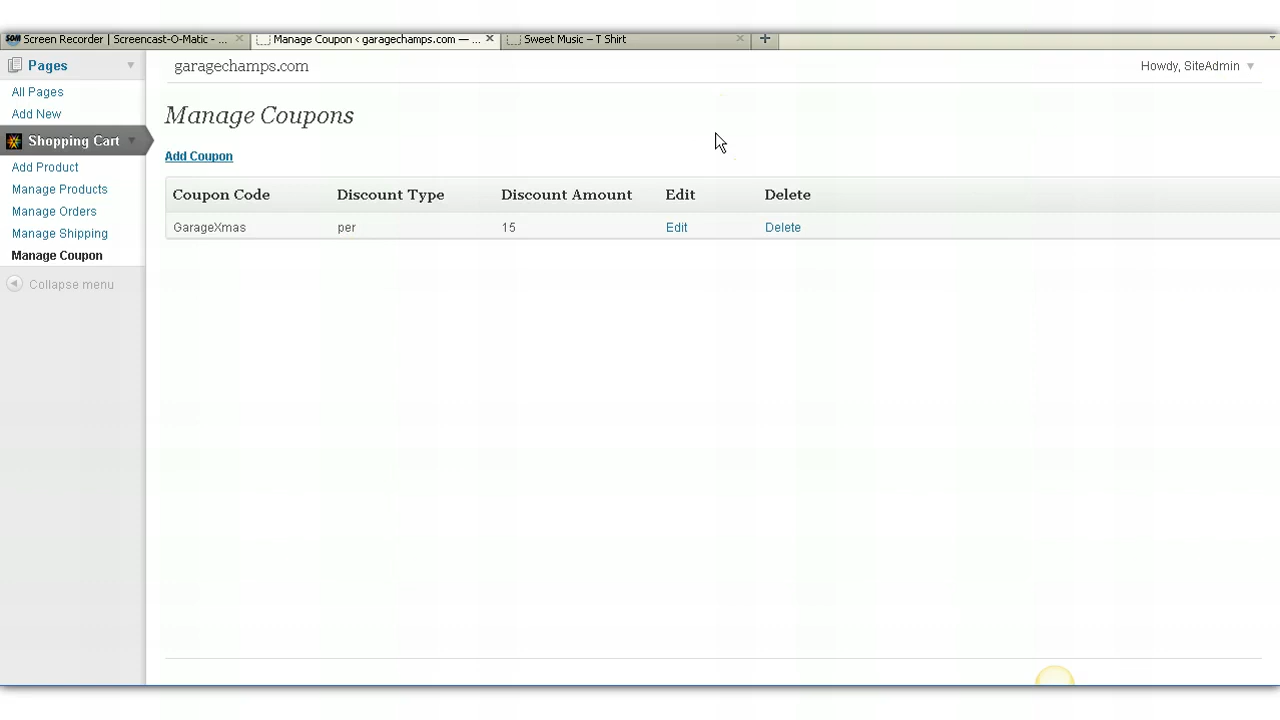 SOM Screen Recorder | Screencast-O-Matic - ... Manage Coupon ‹ garagechamps.com — ... Sweet Music – T Shirt
Pages
garagechamps.com
Howdy, SiteAdmin
All Pages
Add New
Manage Coupons
Shopping Cart
Add Coupon
Add Product
Manage Products
Manage Orders
Manage Shipping
Manage Coupon
Collapse menu
Coupon Code Discount Type Discount Amount Edit Delete
GarageXmas per 15 Edit Delete